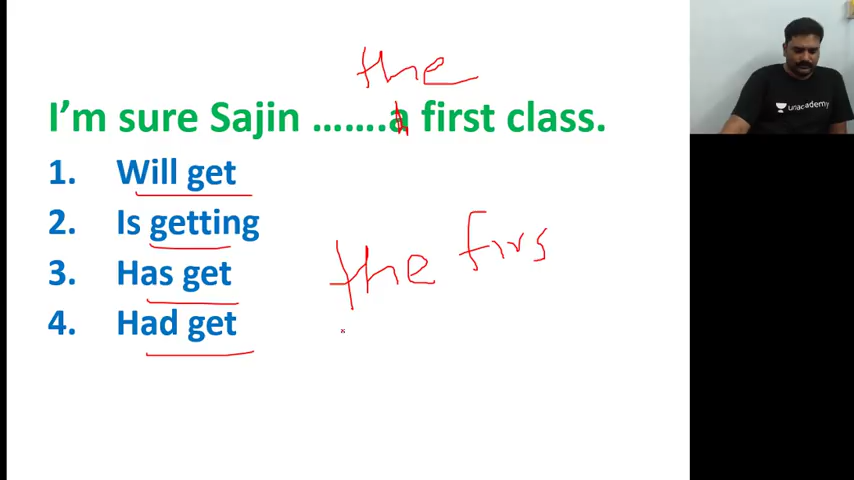 the
I'm sure Sajin …….a first class.
1. Will get
2. Is getting
3. Has get
4. Had get
the firs
unacademy